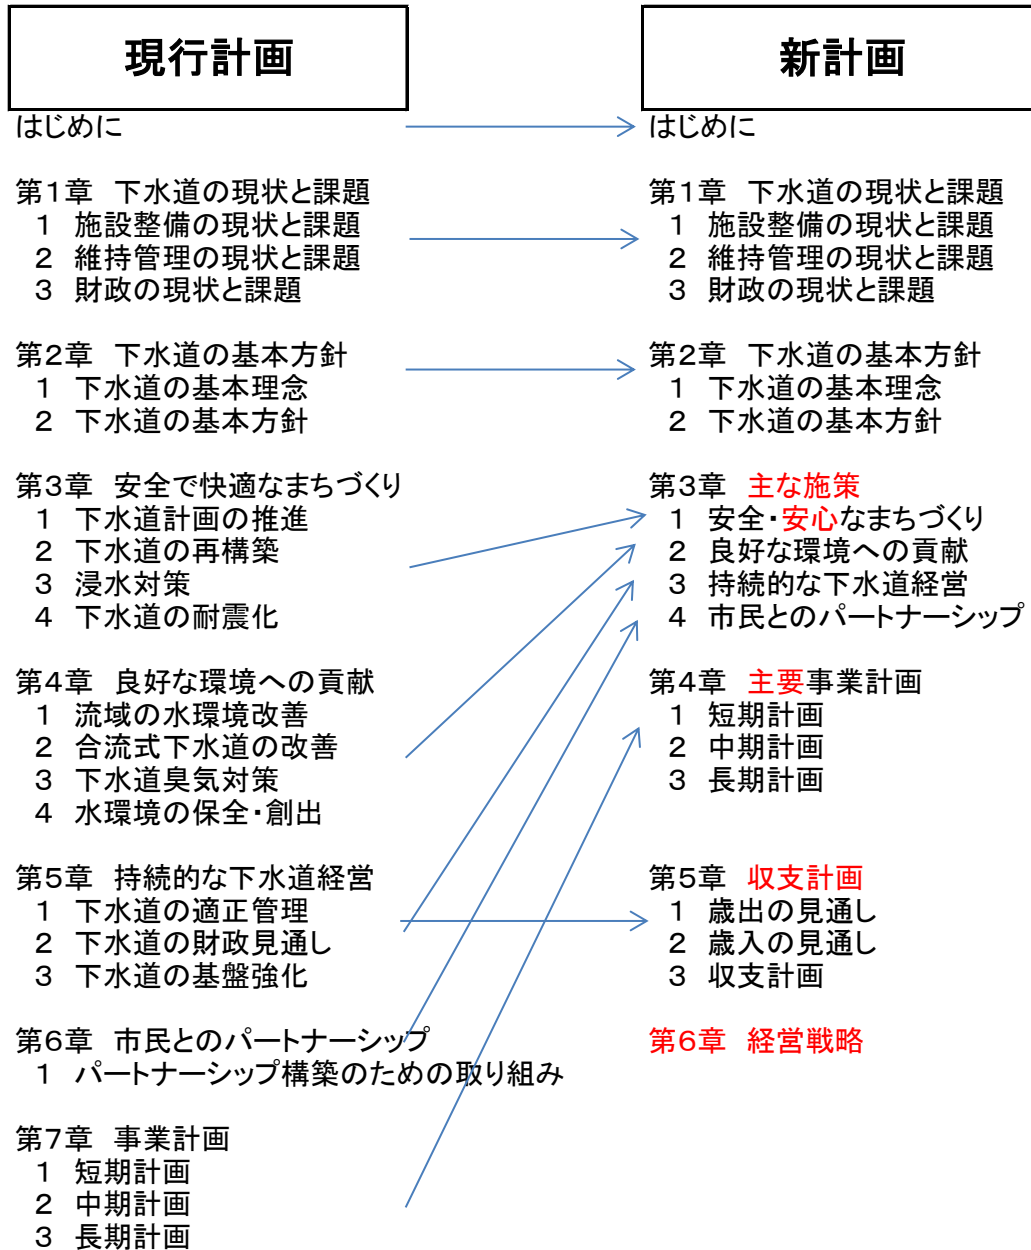 現行計画
はじめに
第1章 下水道の現状と課題
1 施設整備の現状と課題
2 維持管理の現状と課題
3 財政の現状と課題
第2章 下水道の基本方針
1 下水道の基本理念
2 下水道の基本方針
第3章 安全で快適なまちづくり
1 下水道計画の推進
2 下水道の再構築
3 浸水対策
4 下水道の耐震化
第4章 良好な環境への貢献
1 流域の水環境改善
2 合流式下水道の改善
3 下水道臭気対策
4 水環境の保全・創出
第5章 持続的な下水道経営
1 下水道の適正管理
2 下水道の財政見通し
3 下水道の基盤強化
第6章 市民とのパートナーシップ
1 パートナーシップ構築のための取り組み
第7章 事業計画
1 短期計画
2 中期計画
3 長期計画
新計画
はじめに
第1章 下水道の現状と課題
1 施設整備の現状と課題
2 維持管理の現状と課題
3 財政の現状と課題
第2章 下水道の基本方針
1 下水道の基本理念
2 下水道の基本方針
第3章 主な施策
1 安全・安心なまちづくり
2 良好な環境への貢献
3 持続的な下水道経営
4 市民とのパートナーシップ
第4章 主要事業計画
1 短期計画
2 中期計画
3 長期計画
第5章 収支計画
1 歳出の見通し
2 歳入の見通し
3 収支計画
第6章 経営戦略